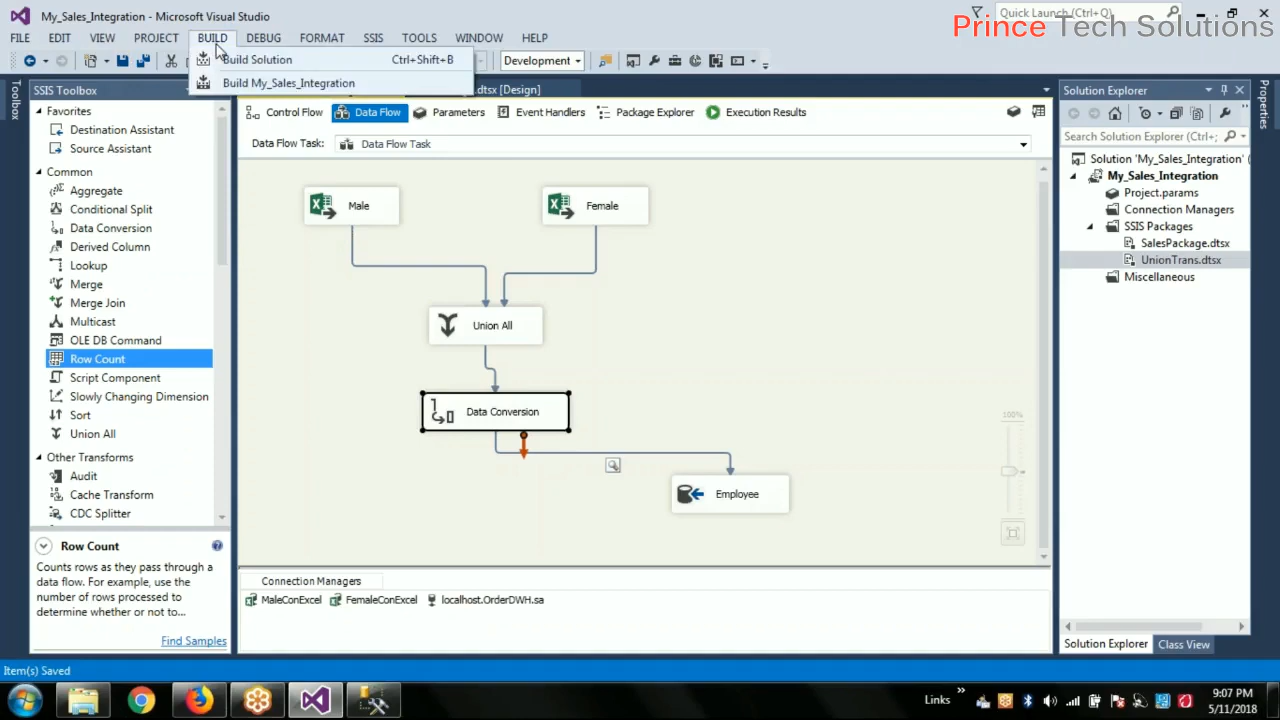 My_Sales_Integration - Microsoft Visual Studio
Quick Launch (Ctrl+Q)
Prince Tech Solutions
FILE EDIT VIEW PROJECT BUILD DEBUG FORMAT SSIS TOOLS WINDOW HELP
Build Solution Ctrl+Shift+B
Development
Build My_Sales_Integration
.dtsx [Design]
SSIS Toolbox
Toolbox
Favorites
Destination Assistant
Source Assistant
Common
Aggregate
Conditional Split
Data Conversion
Derived Column
Lookup
Merge
Merge Join
Multicast
OLE DB Command
Row Count
Script Component
Slowly Changing Dimension
Sort
Union All
Other Transforms
Audit
Cache Transform
CDC Splitter
Row Count
Counts rows as they pass through a
data flow. For example, use the
number of rows processed to
determine whether or not to...
Find Samples
Control Flow Data Flow Parameters Event Handlers Package Explorer Execution Results
Data Flow Task: Data Flow Task
Male
Female
Union All
Data Conversion
Employee
100%
Connection Managers
MaleConExcel FemaleConExcel localhost.OrderDWH.sa
Solution Explorer
Search Solution Explorer (Ctrl+;
Solution 'My_Sales_Integration'
My_Sales_Integration
Project.params
Connection Managers
SSIS Packages
SalesPackage.dtsx
UnionTrans.dtsx
Miscellaneous
Solution Explorer Class View
Properties
Item(s) Saved
Links
9:07 PM
5/11/2018